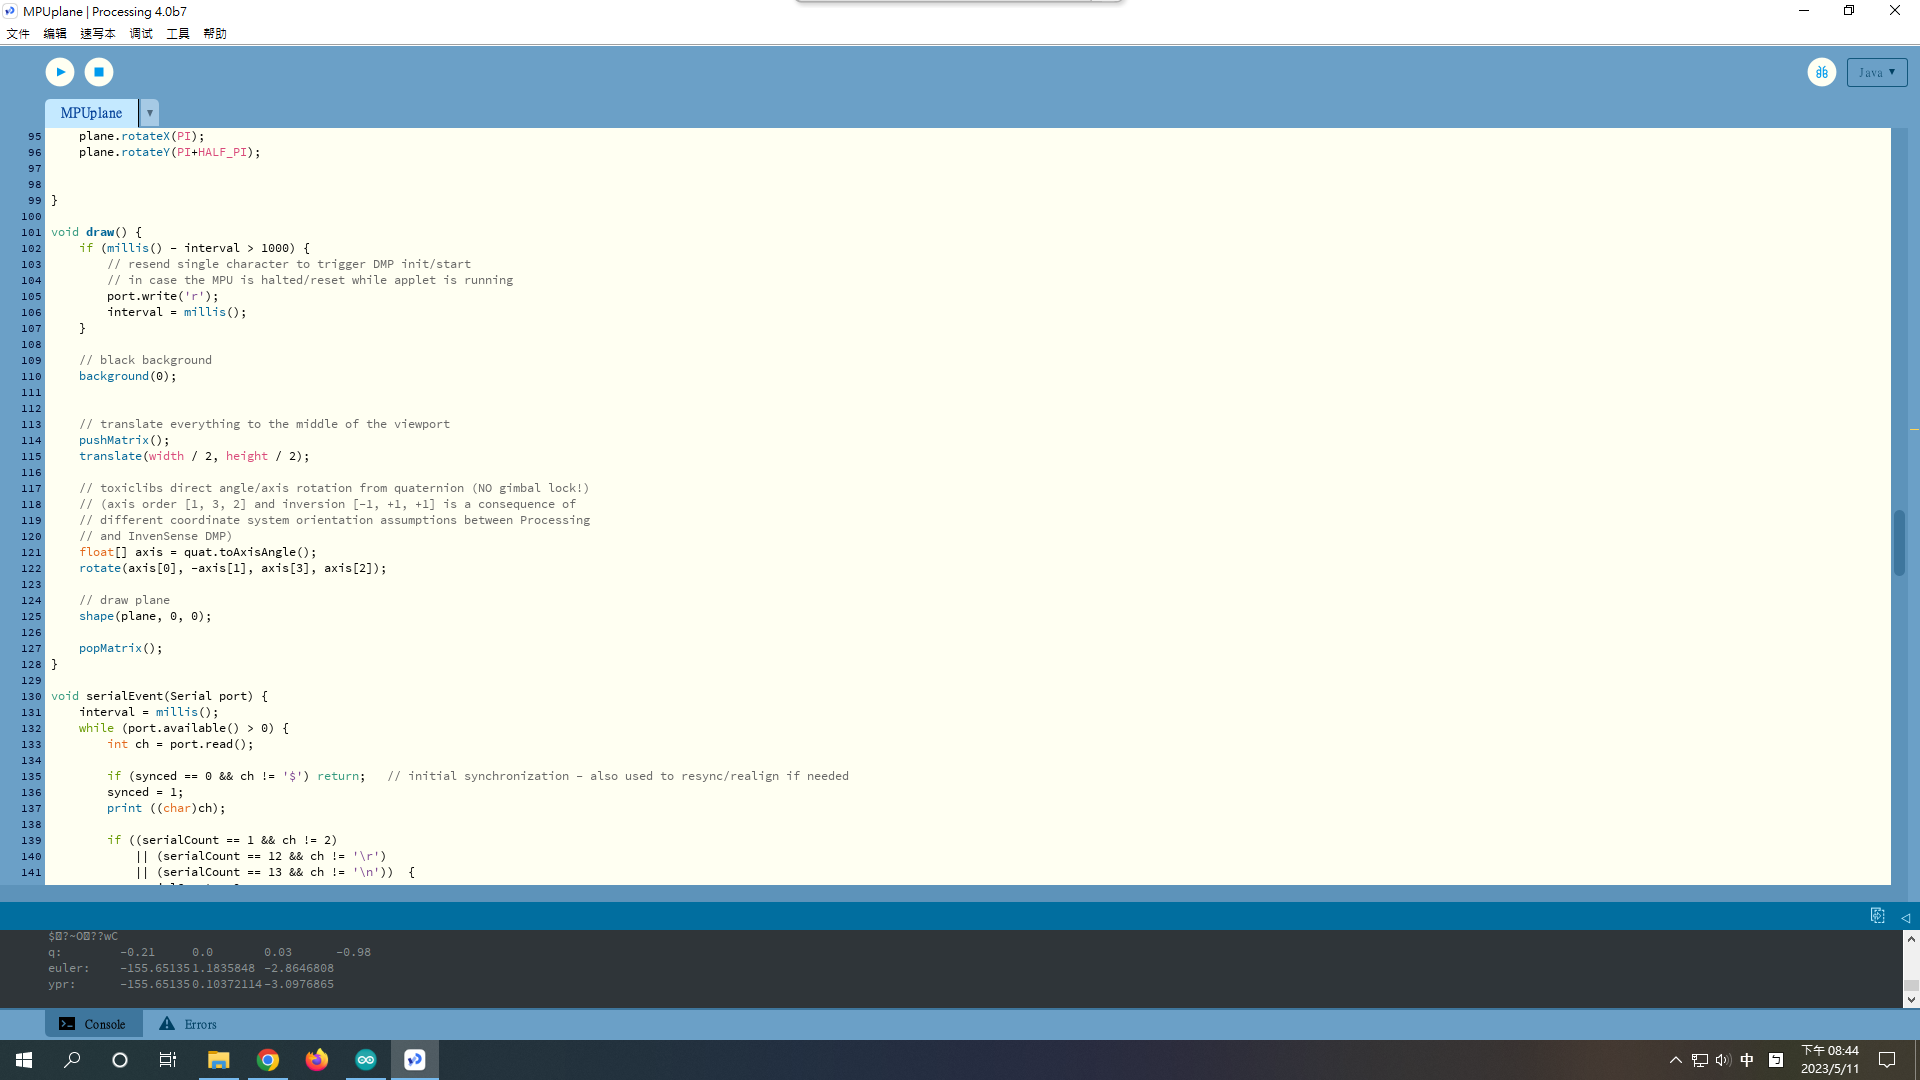 MPUplane | Processing 4.0b7
文件 编辑 速写本 调试 工具 帮助
Java ▼
MPUplane ▼
95 plane.rotateX(PI);
96 plane.rotateY(PI+HALF_PI);
97
98
99 }
100
101 void draw() {
102 if (millis() - interval > 1000) {
103 // resend single character to trigger DMP init/start
104 // in case the MPU is halted/reset while applet is running
105 port.write('r');
106 interval = millis();
107 }
108
109 // black background
110 background(0);
111
112
113 // translate everything to the middle of the viewport
114 pushMatrix();
115 translate(width / 2, height / 2);
116
117 // toxiclibs direct angle/axis rotation from quaternion (NO gimbal lock!)
118 // (axis order [1, 3, 2] and inversion [-1, +1, +1] is a consequence of
119 // different coordinate system orientation assumptions between Processing
120 // and InvenSense DMP)
121 float[] axis = quat.toAxisAngle();
122 rotate(axis[0], -axis[1], axis[3], axis[2]);
123
124 // draw plane
125 shape(plane, 0, 0);
126
127 popMatrix();
128 }
129
130 void serialEvent(Serial port) {
131 interval = millis();
132 while (port.available() > 0) {
133 int ch = port.read();
134
135 if (synced == 0 && ch != '$') return; // initial synchronization - also used to resync/realign if needed
136 synced = 1;
137 print ((char)ch);
138
139 if ((serialCount == 1 && ch != 2)
140 || (serialCount == 12 && ch != '\r')
141 || (serialCount == 13 && ch != '\n')) {
q: -0.21 0.0 0.03 -0.98
euler: -155.65135 1.1835848 -2.8646808
ypr: -155.65135 0.10372114 -3.0976865
Console Errors
中
下午 08:44
2023/5/11